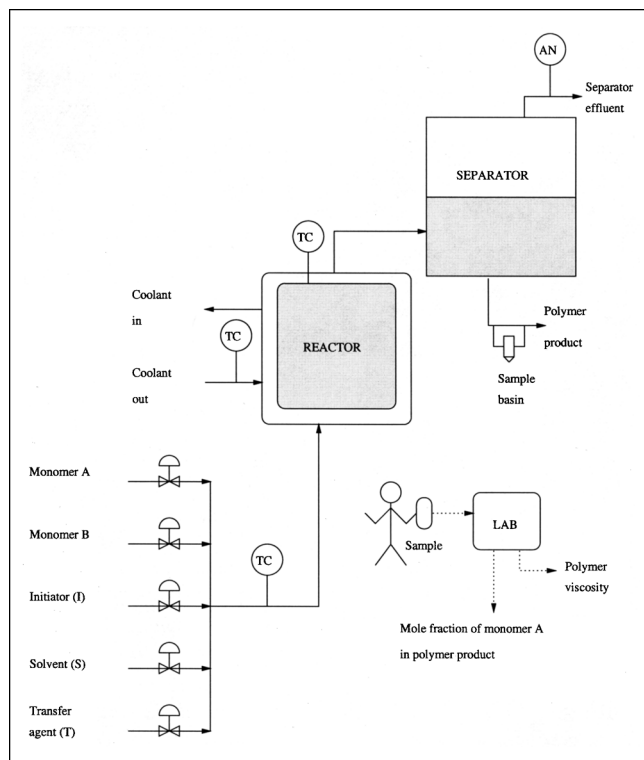 AN
Separator
effluent
SEPARATOR
TC
Coolant
in
TC
REACTOR
Polymer
product
Coolant
out
Sample
basin
Monomer A
Monomer B
TC
Initiator (I)
Solvent (S)
Transfer
agent (T)
Sample
LAB
Polymer
viscosity
Mole fraction of monomer A
in polymer product